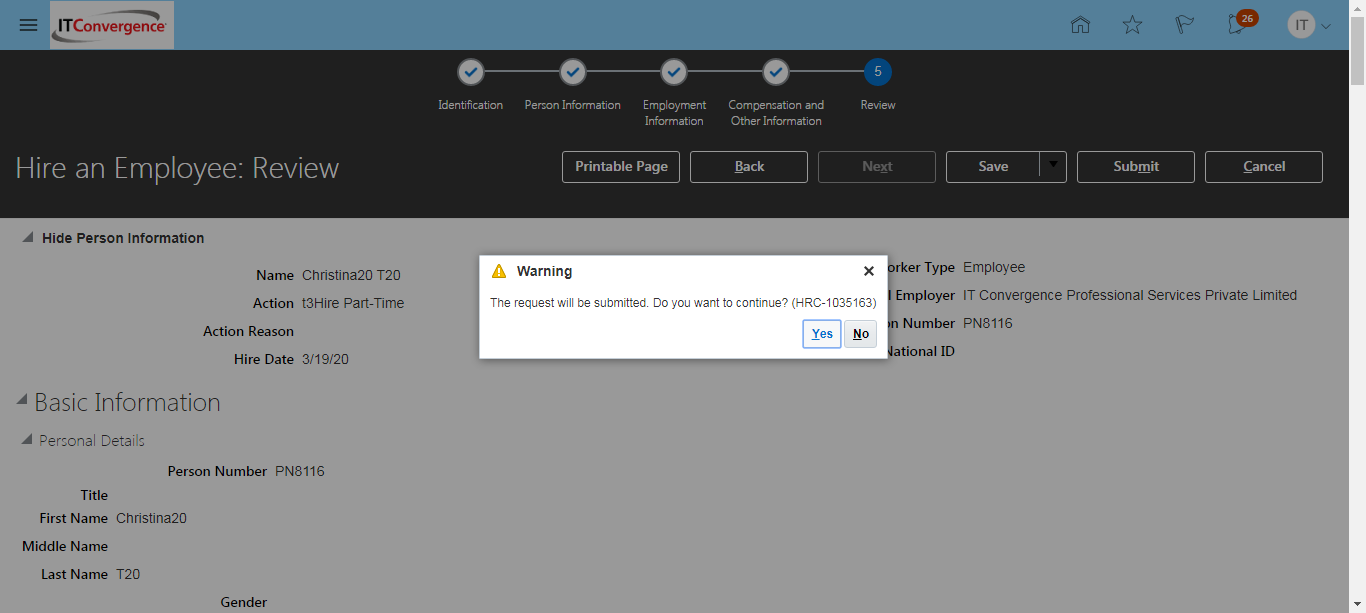 ITConvergence
26
IT
5
Identification
Person Information
Employment
Information
Compensation and
Other Information
Review
Hire an Employee: Review
Printable Page
Back
Next
Save
Submit
Cancel
Hide Person Information
Name Christina20 T20
Action t3Hire Part-Time
Action Reason
Hire Date 3/19/20
orker Type Employee
l Employer IT Convergence Professional Services Private Limited
on Number PN8116
National ID
Warning
The request will be submitted. Do you want to continue? (HRC-1035163)
Yes No
Basic Information
Personal Details
Person Number PN8116
Title
First Name Christina20
Middle Name
Last Name T20
Gender